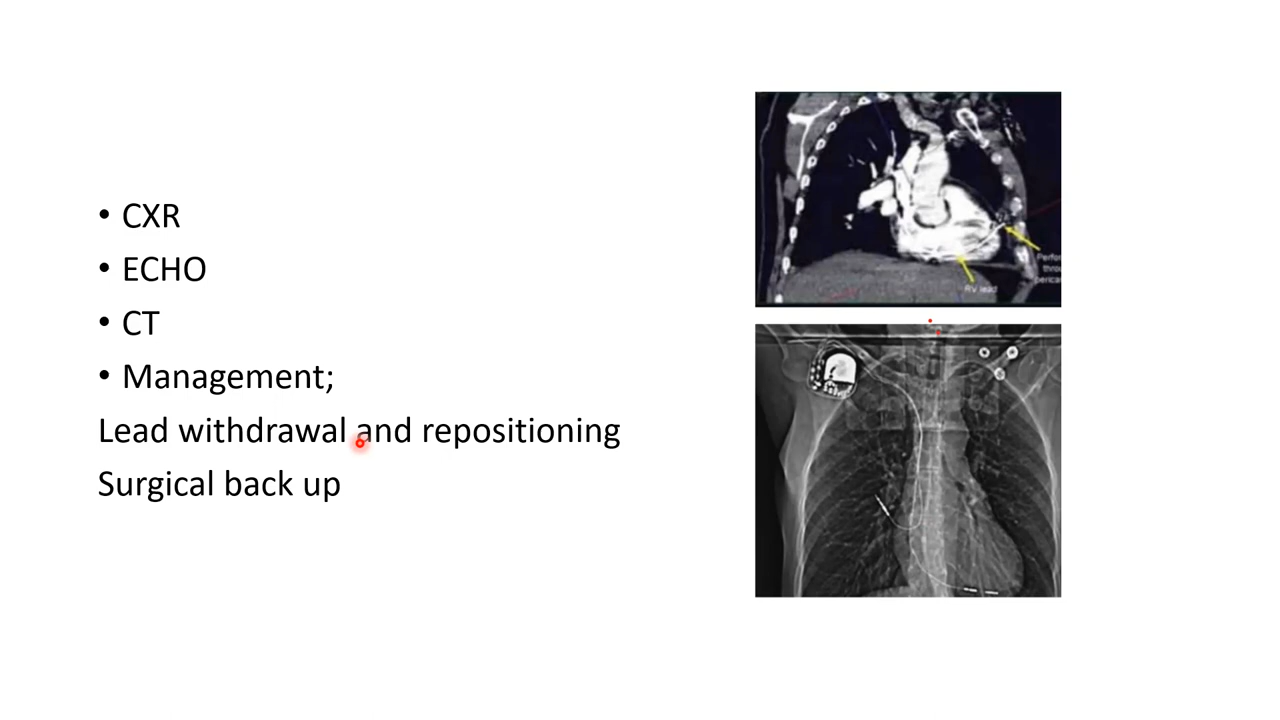 • CXR
• ECHO
• CT
• Management;
Lead withdrawal and repositioning
Surgical back up
RV lead